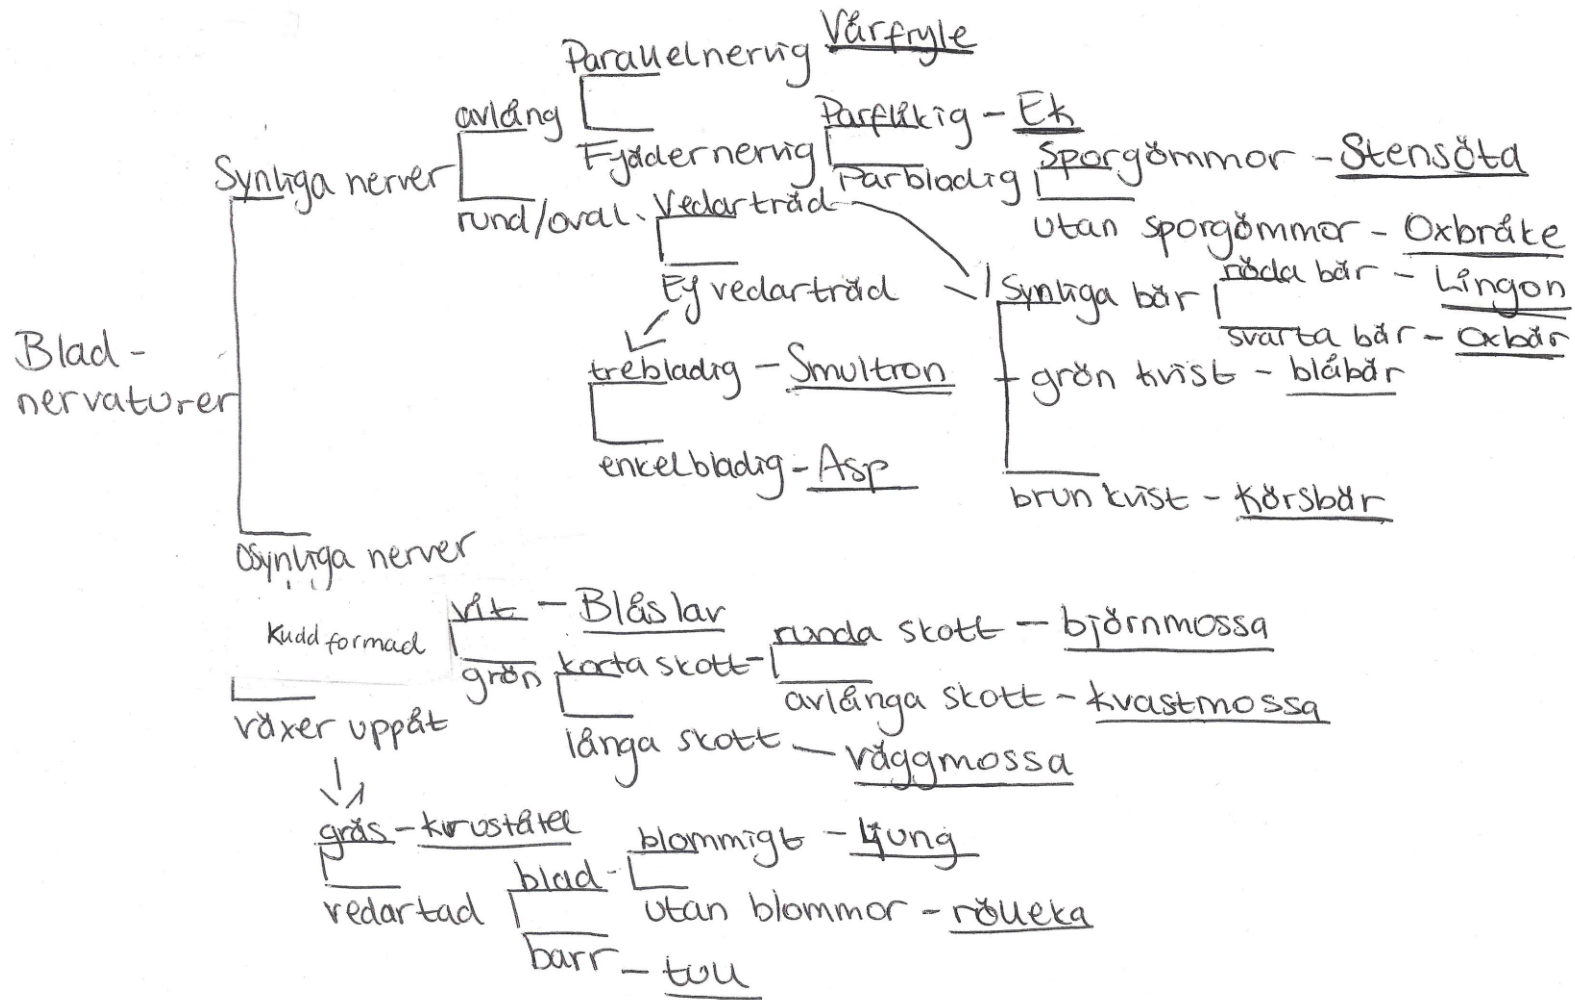 Parallelnervig Vårfryle
avlång
Parflikig - Ek
Fjädernervig
Sporgömmor - Stensöta
Synliga nerver
Parbladig
rund/oval. Vedarträd
utan sporgömmor - Oxbråke
Ej vedarträd
Synliga bär
röda bär - Lingon
svarta bär - Oxbär
Blad-
nervaturer
trebladig - Smultron
grön kvist - blåbär
enkelbladig - Asp
brun kvist - Körsbär
Osynliga nerver
Kuddformad
vit - Blåslav
grön
korta skott-
runda skott - björnmossa
avlånga skott - kvastmossa
växer uppåt
långa skott - väggmossa
gräs - kruståtel
blommigt - Ljung
blad-
vedartad
utan blommor - rölleka
barr - tall